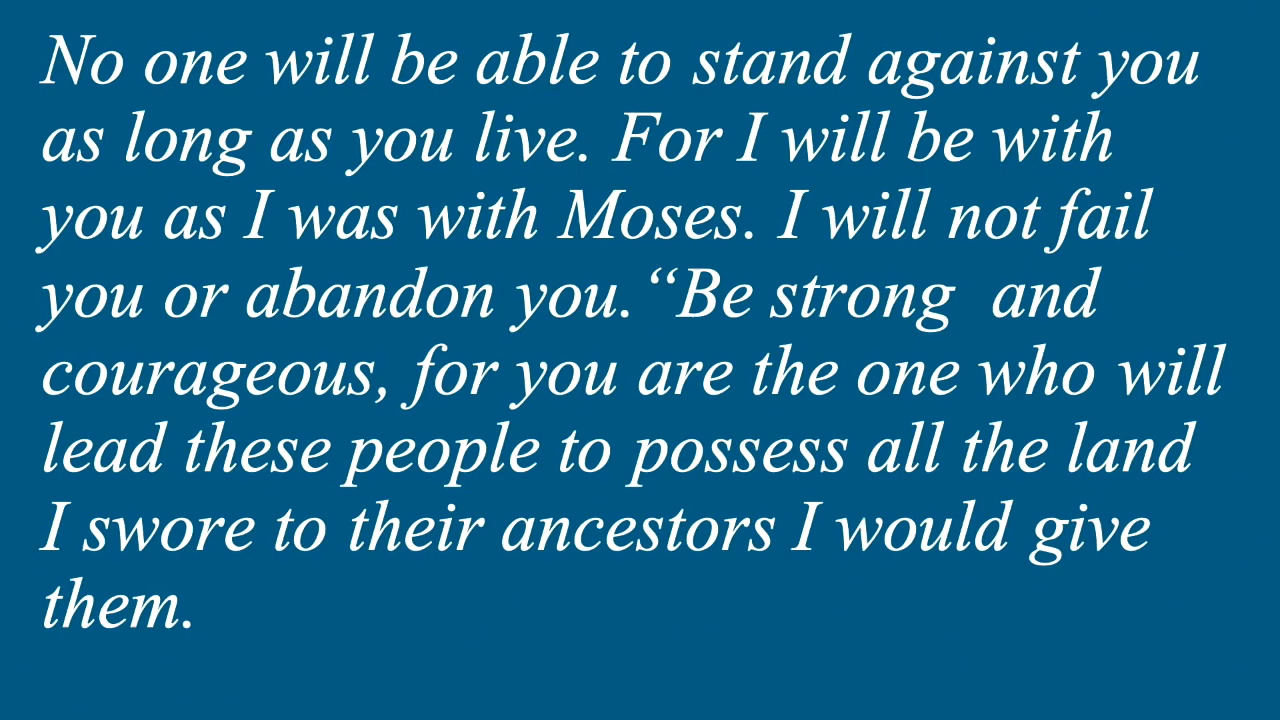 No one will be able to stand against you
as long as you live. For I will be with
you as I was with Moses. I will not fail
you or abandon you. “Be strong  and
courageous, for you are the one who will
lead these people to possess all the land
I swore to their ancestors I would give
them.